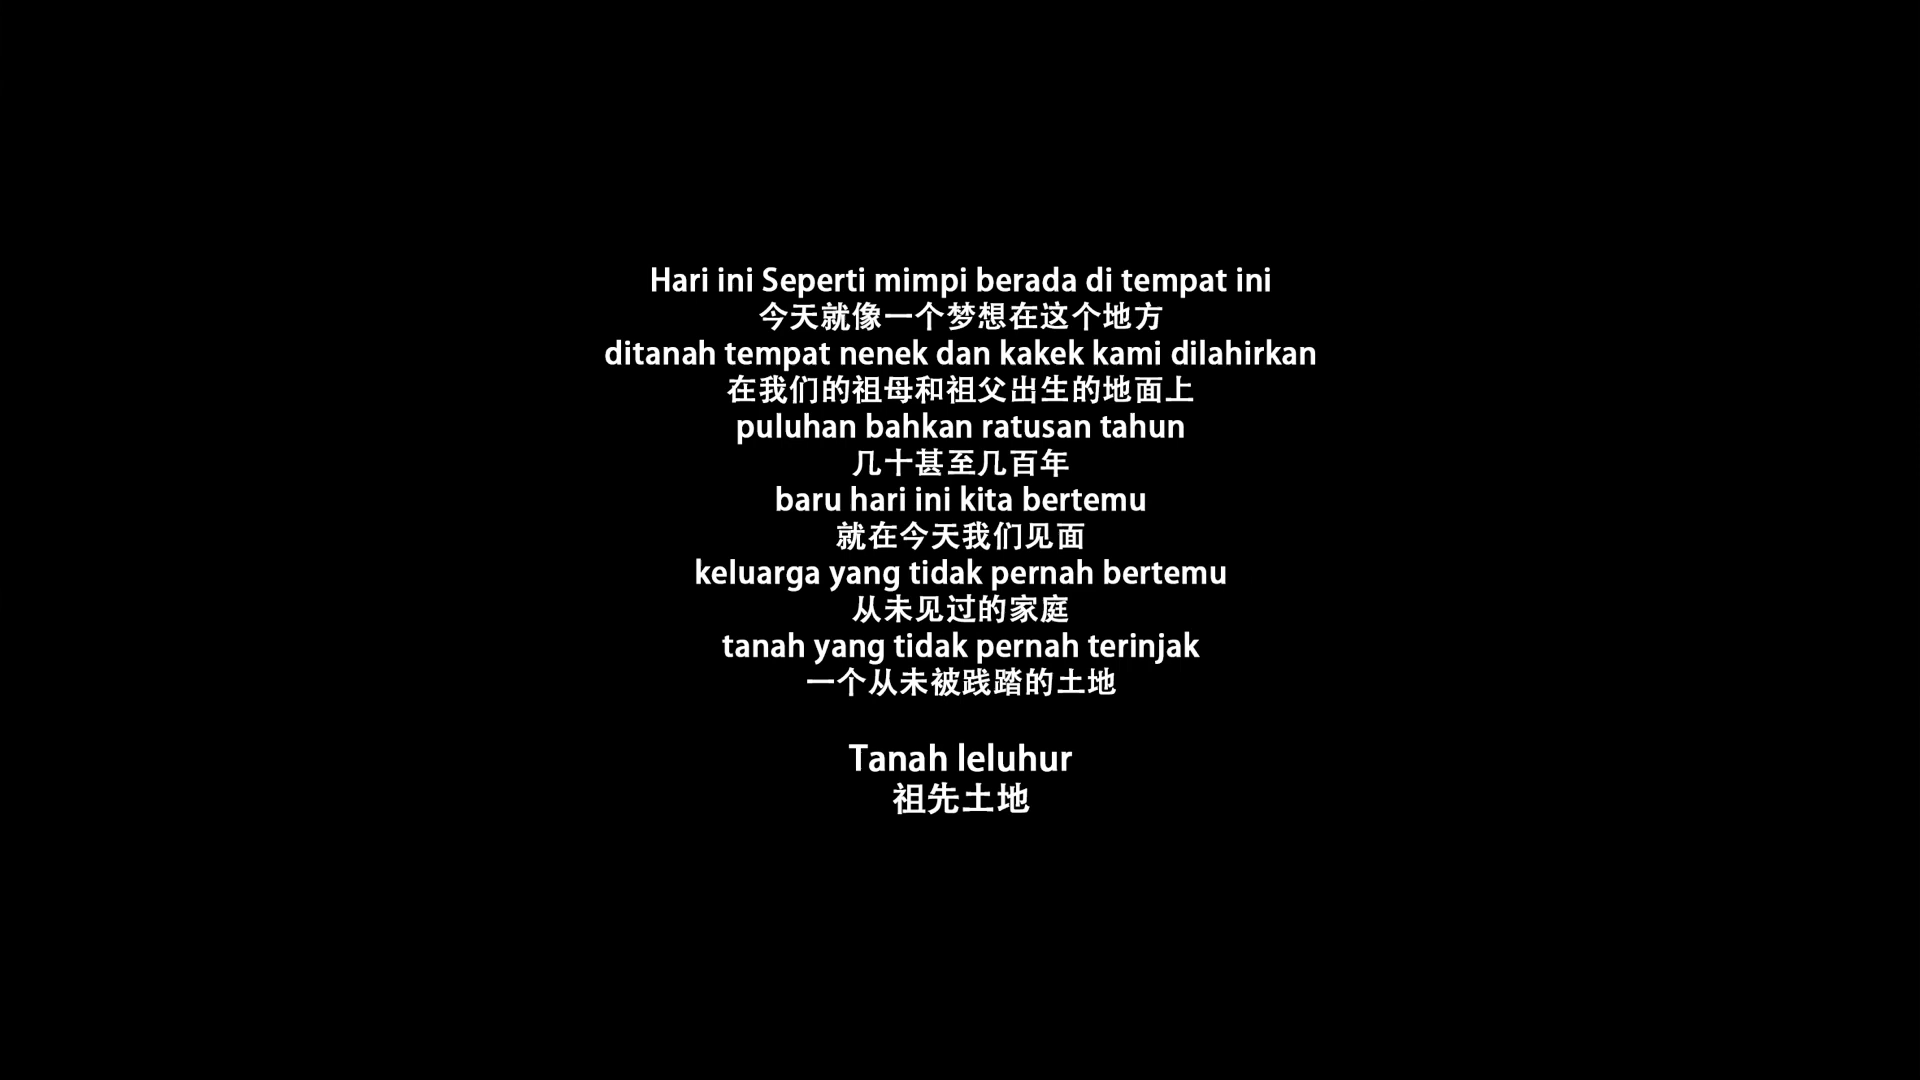 Hari ini Seperti mimpi berada di tempat ini
今天就像一个梦想在这个地方
ditanah tempat nenek dan kakek kami dilahirkan
在我们的祖母和祖父出生的地面上
puluhan bahkan ratusan tahun
几十甚至几百年
baru hari ini kita bertemu
就在今天我们见面
keluarga yang tidak pernah bertemu
从未见过的家庭
tanah yang tidak pernah terinjak
一个从未被践踏的土地
Tanah leluhur
祖先土地